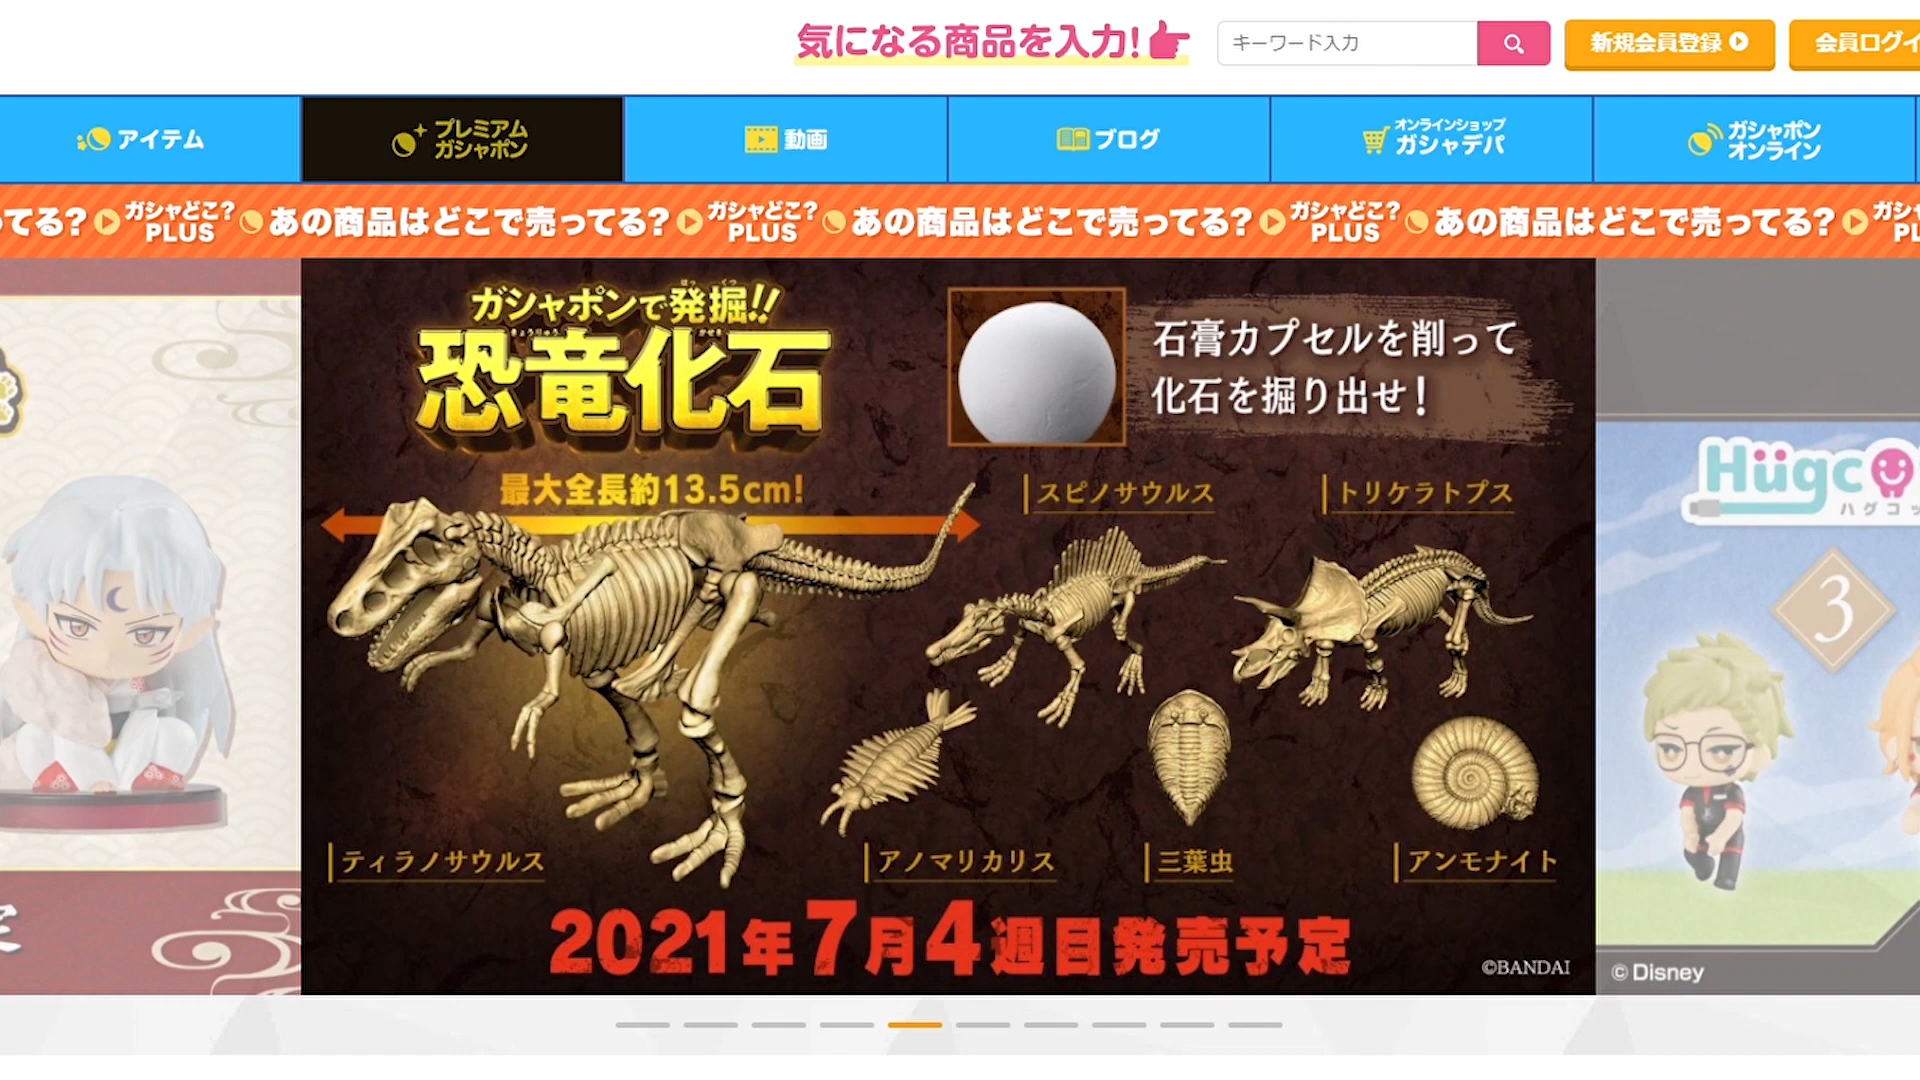 気になる商品を入力!
キーワード入力
新規会員登録
会員ログイ
アイテム
プレミアム
ガシャポン
動画
ブログ
オンラインショップ
ガシャデパ
ガシャポン
オンライン
ってる? ガシャどこ?PLUS あの商品はどこで売ってる? ガシャどこ?PLUS あの商品はどこで売ってる? ガシャどこ?PLUS あの商品はどこで売ってる? ガシャ PL
ガシャポンで発掘!!
恐竜化石
石膏カプセルを削って
化石を掘り出せ!
最大全長約13.5cm!
スピノサウルス
トリケラトプス
ティラノサウルス
アノマリカリス
三葉虫
アンモナイト
2021年7月4週目発売予定
©BANDAI
Hügc
ハグコッ
3
© Disney